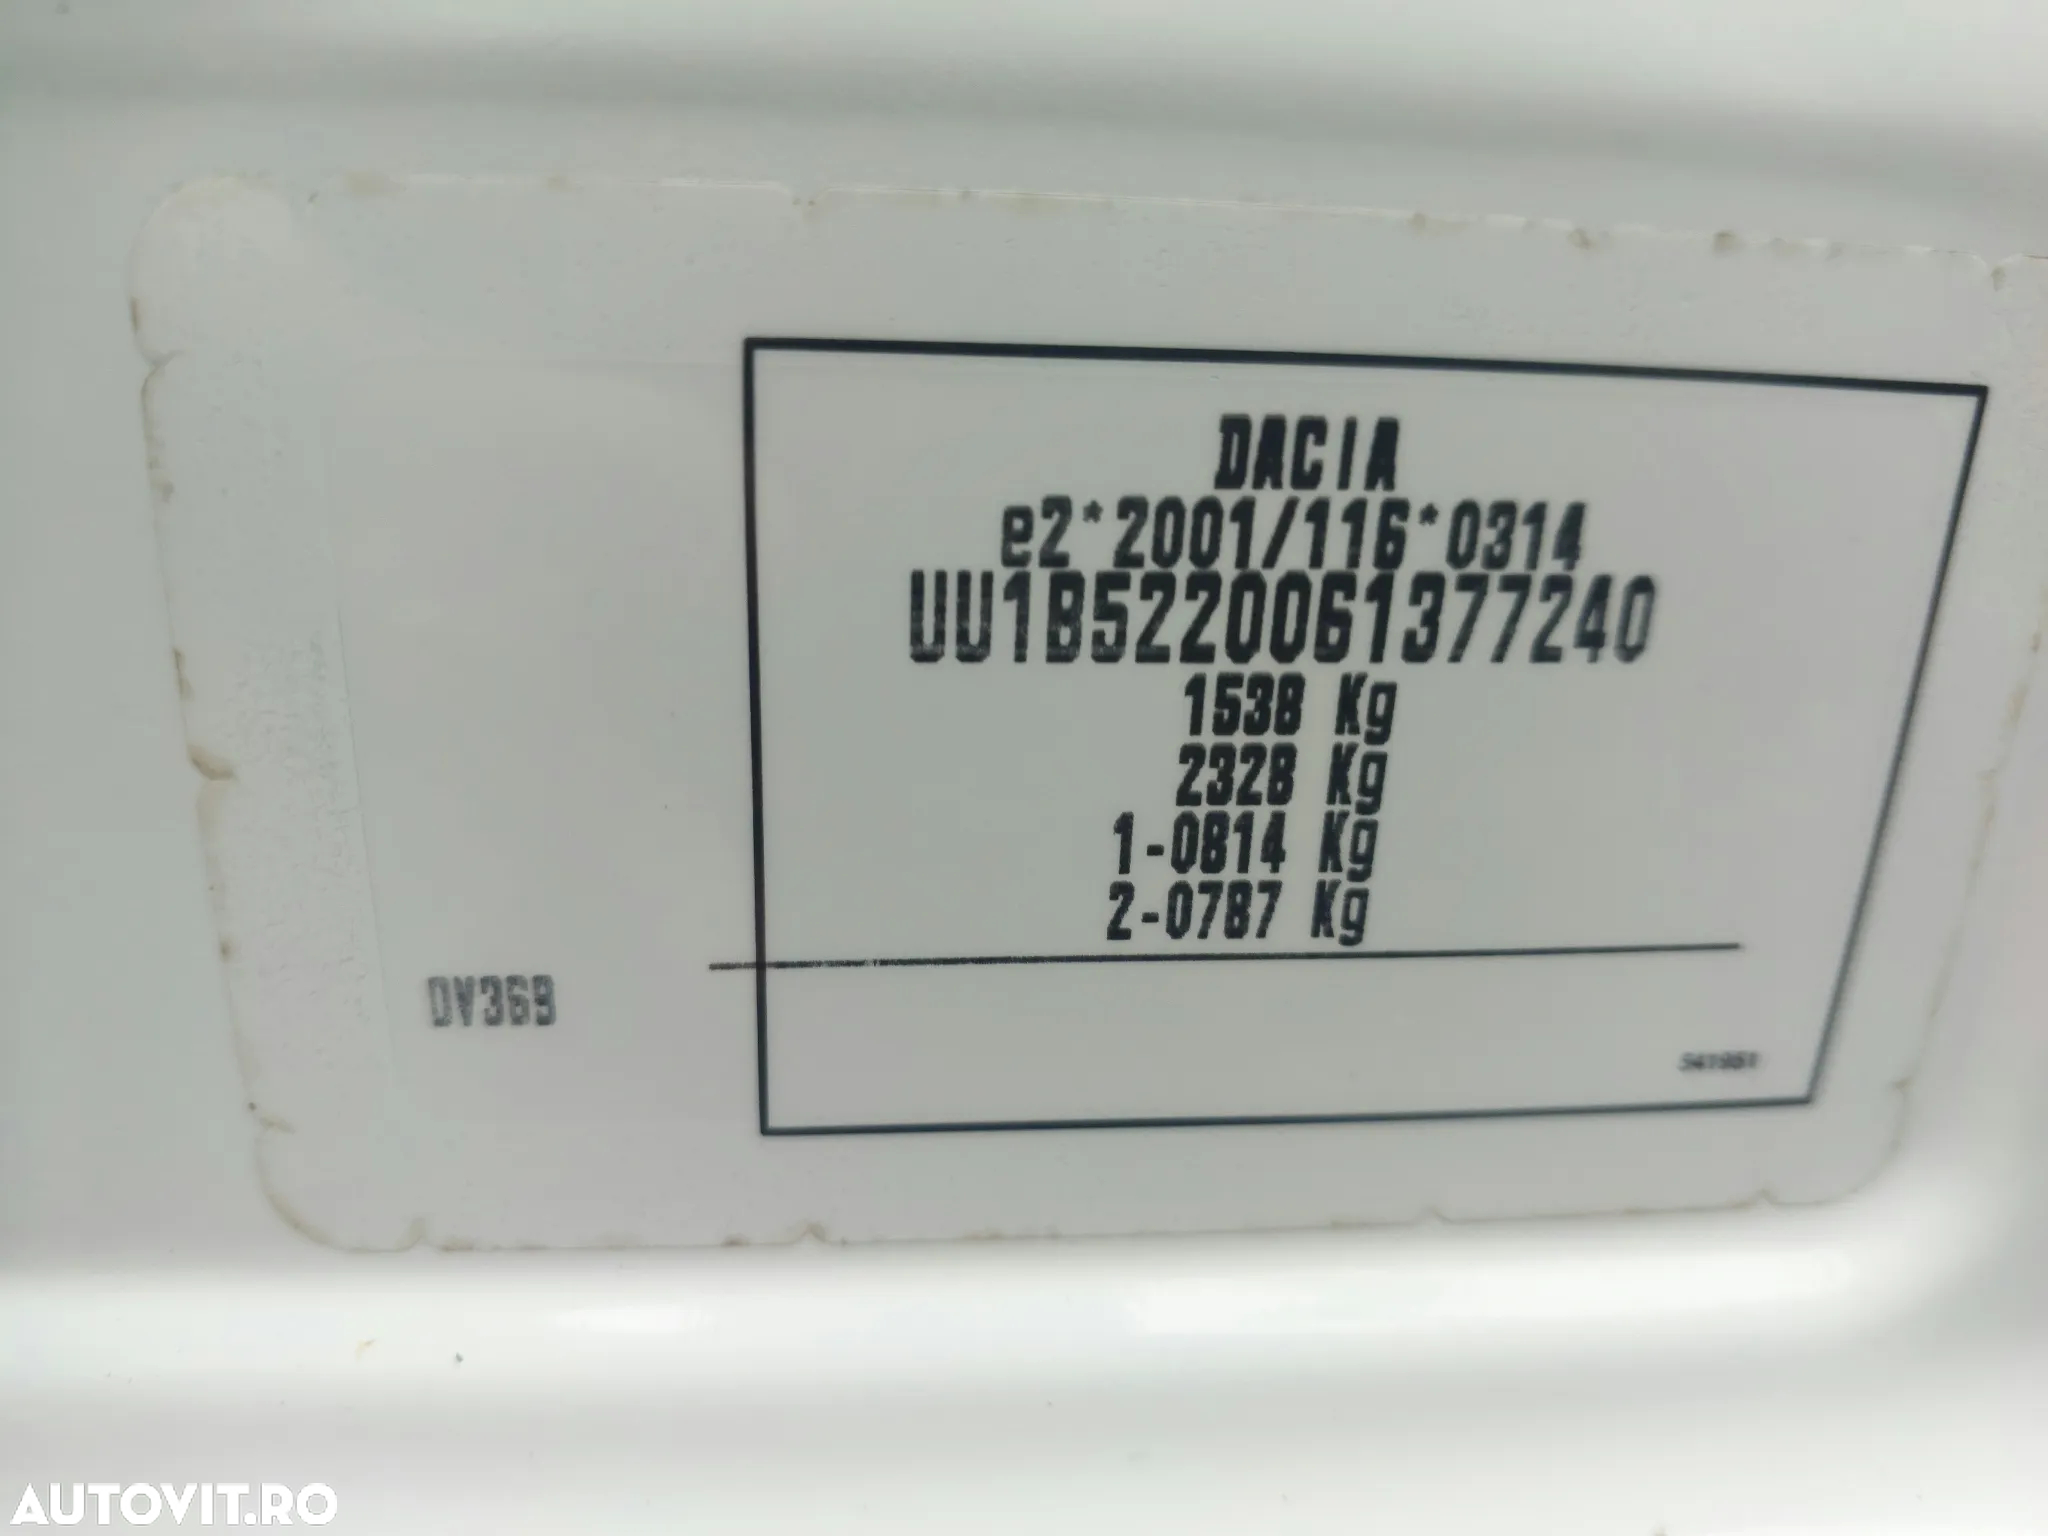 DACIA
e2*2001/116*0314
UU1B5220061377240
1538 Kg
2328 Kg
1-0814 Kg
2-0787 Kg
DV369
541951
AUTOVIT.RO